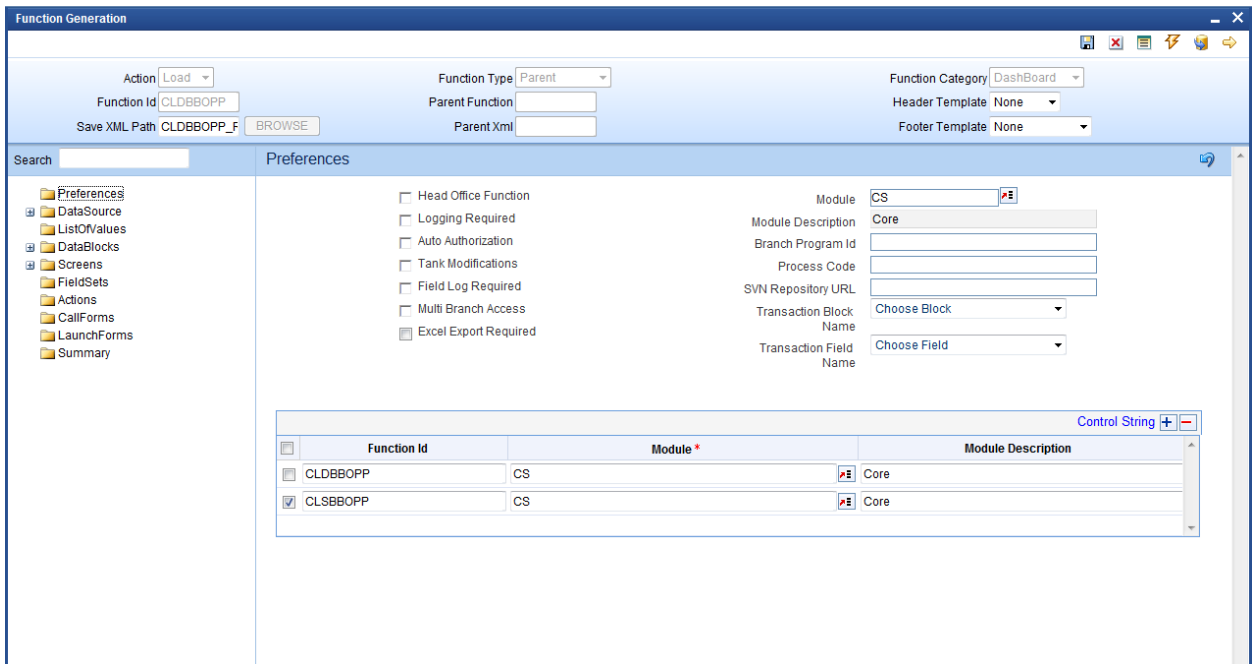 Function Generation
Action Load Function Type Parent Function Category DashBoard
Function Id CLDBBOPP Parent Function Header Template None
Save XML Path CLDBBOPP_F BROWSE Parent Xml Footer Template None
Search Preferences
Preferences
DataSource
ListOfValues
DataBlocks
Screens
FieldSets
Actions
CallForms
LaunchForms
Summary
Head Office Function
Logging Required
Auto Authorization
Tank Modifications
Field Log Required
Multi Branch Access
Excel Export Required
Module CS
Module Description Core
Branch Program Id
Process Code
SVN Repository URL
Transaction Block Choose Block
Name
Transaction Field Choose Field
Name
Control String
Function Id Module * Module Description
CLDBBOPP CS Core
CLSBBOPP CS Core